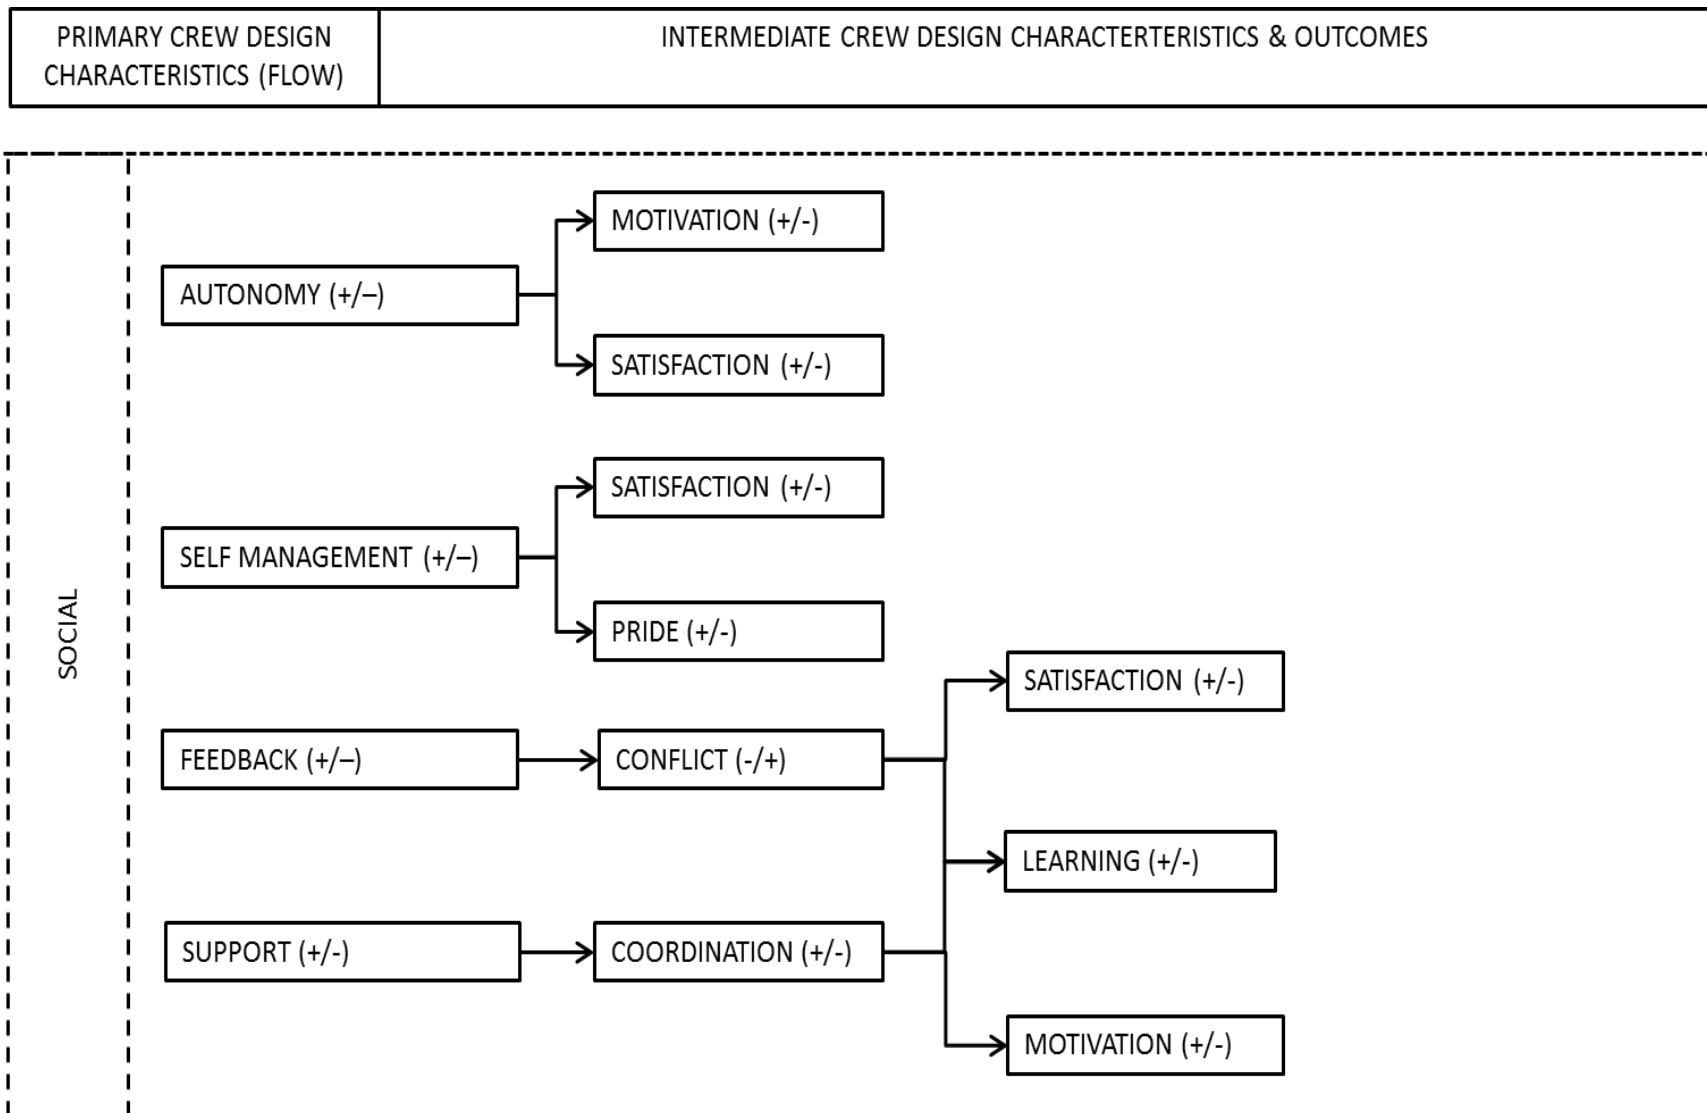 PRIMARY CREW DESIGN
CHARACTERISTICS (FLOW)
INTERMEDIATE CREW DESIGN CHARACTERTERISTICS & OUTCOMES
SOCIAL
AUTONOMY (+/–)
MOTIVATION (+/-)
SATISFACTION (+/-)
SELF MANAGEMENT (+/–)
SATISFACTION (+/-)
PRIDE (+/-)
FEEDBACK (+/–)
CONFLICT (-/+)
SUPPORT (+/-)
COORDINATION (+/-)
SATISFACTION (+/-)
LEARNING (+/-)
MOTIVATION (+/-)